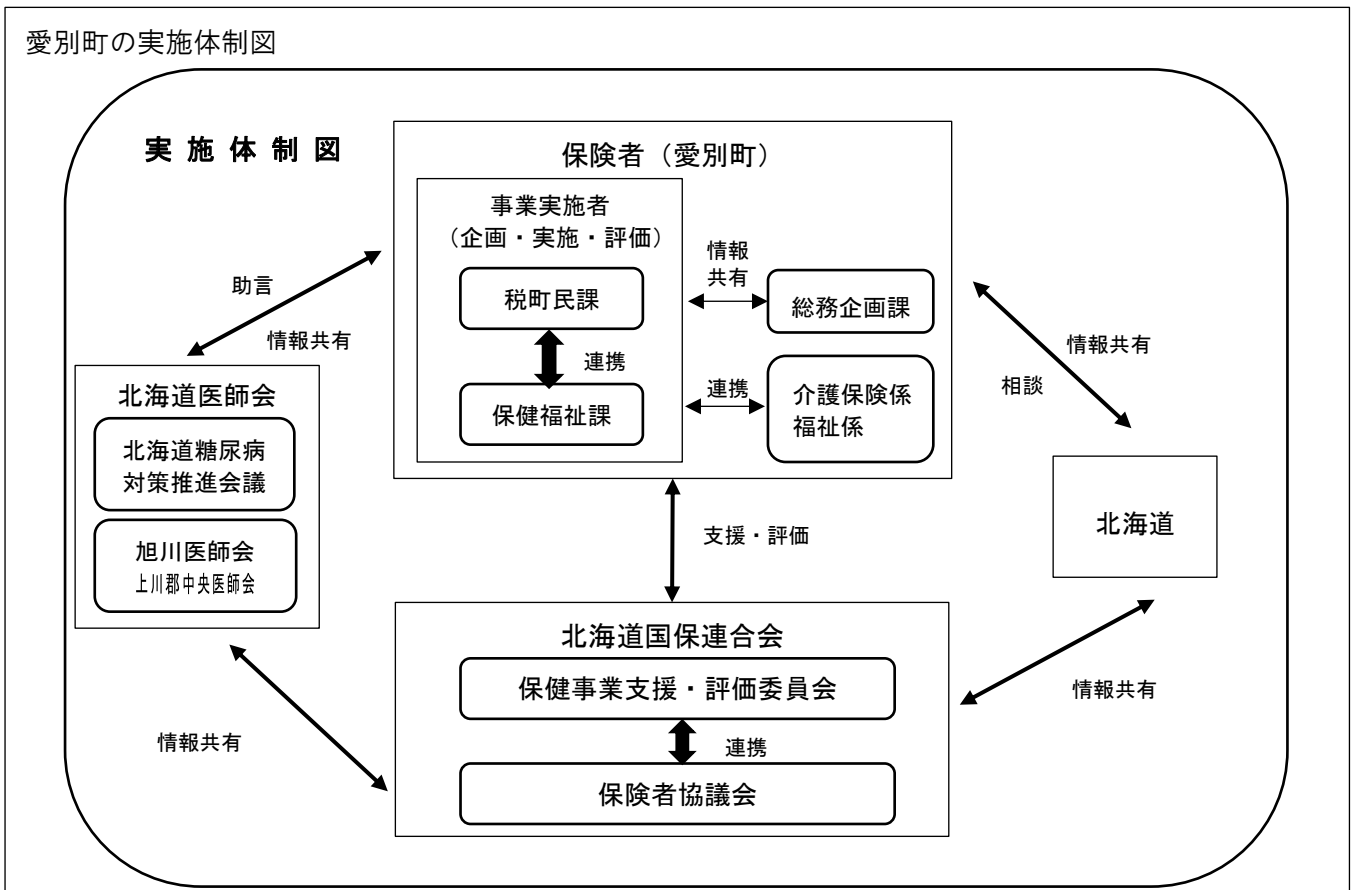 愛別町の実施体制図
実施体制図
保険者（愛別町）
事業実施者
（企画・実施・評価）
税町民課
連携
保健福祉課
情報
共有
総務企画課
連携
介護保険係
福祉係
助言
情報共有
北海道医師会
北海道糖尿病
対策推進会議
旭川医師会
上川郡中央医師会
情報共有
相談
北海道
支援・評価
北海道国保連合会
保健事業支援・評価委員会
連携
保険者協議会
情報共有
情報共有